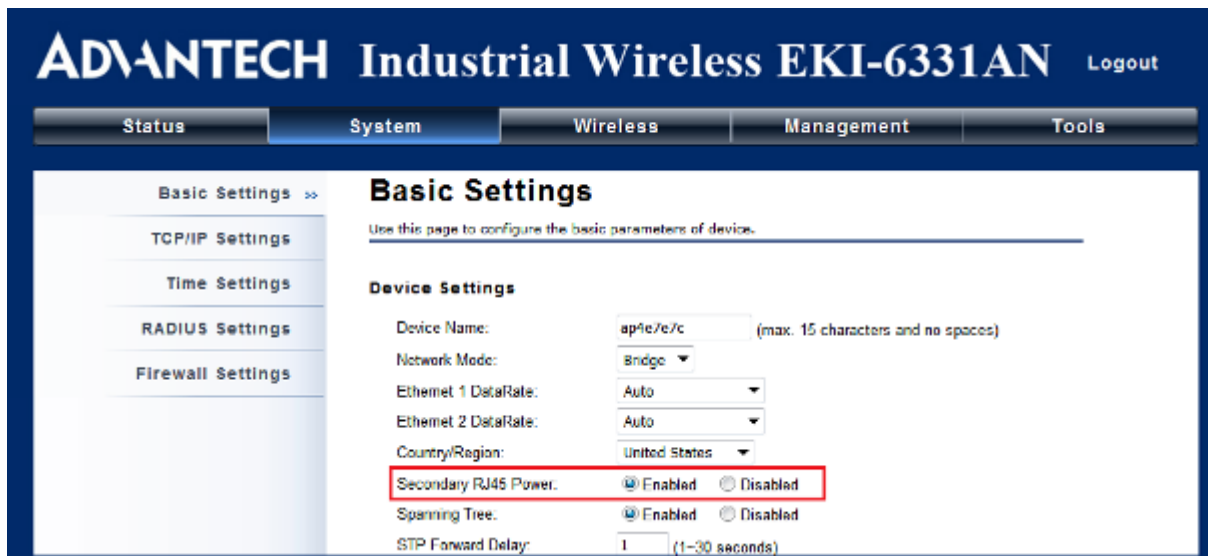 ADVANTECH Industrial Wireless EKI-6331AN Logout
Status System Wireless Management Tools
Basic Settings »
TCP/IP Settings
Time Settings
RADIUS Settings
Firewall Settings
Basic Settings
Use this page to configure the basic parameters of device.
Device Settings
Device Name: ap4e7e7c (max. 15 characters and no spaces)
Network Mode: Bridge
Ethernet 1 DataRate: Auto
Ethernet 2 DataRate: Auto
Country/Region: United States
Secondary RJ45 Power: Enabled Disabled
Spanning Tree: Enabled Disabled
STP Forward Delay: 1 (1~30 seconds)